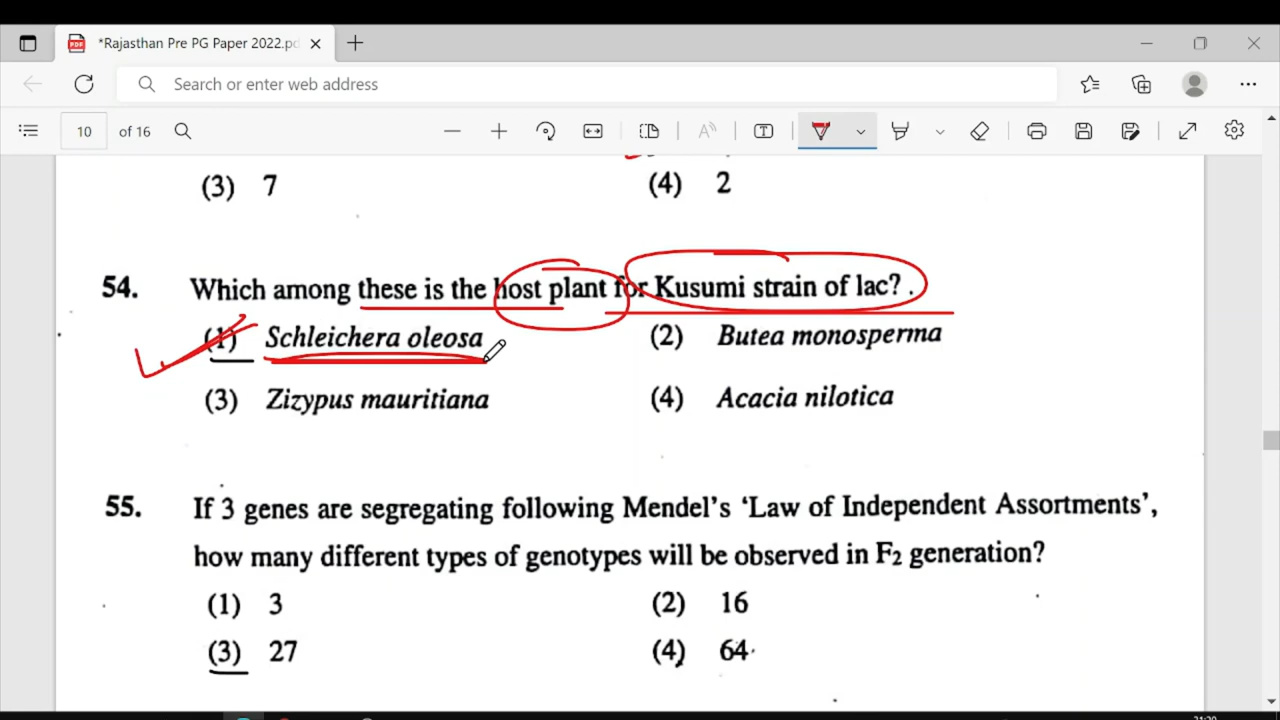 *Rajasthan Pre PG Paper 2022.pd
Search or enter web address
10 of 16
(3) 7 (4) 2
54. Which among these is the host plant for Kusumi strain of lac? .
(1) Schleichera oleosa (2) Butea monosperma
(3) Zizypus mauritiana (4) Acacia nilotica
55. If 3 genes are segregating following Mendel's 'Law of Independent Assortments',
how many different types of genotypes will be observed in F2 generation?
(1) 3 (2) 16
(3) 27 (4) 64